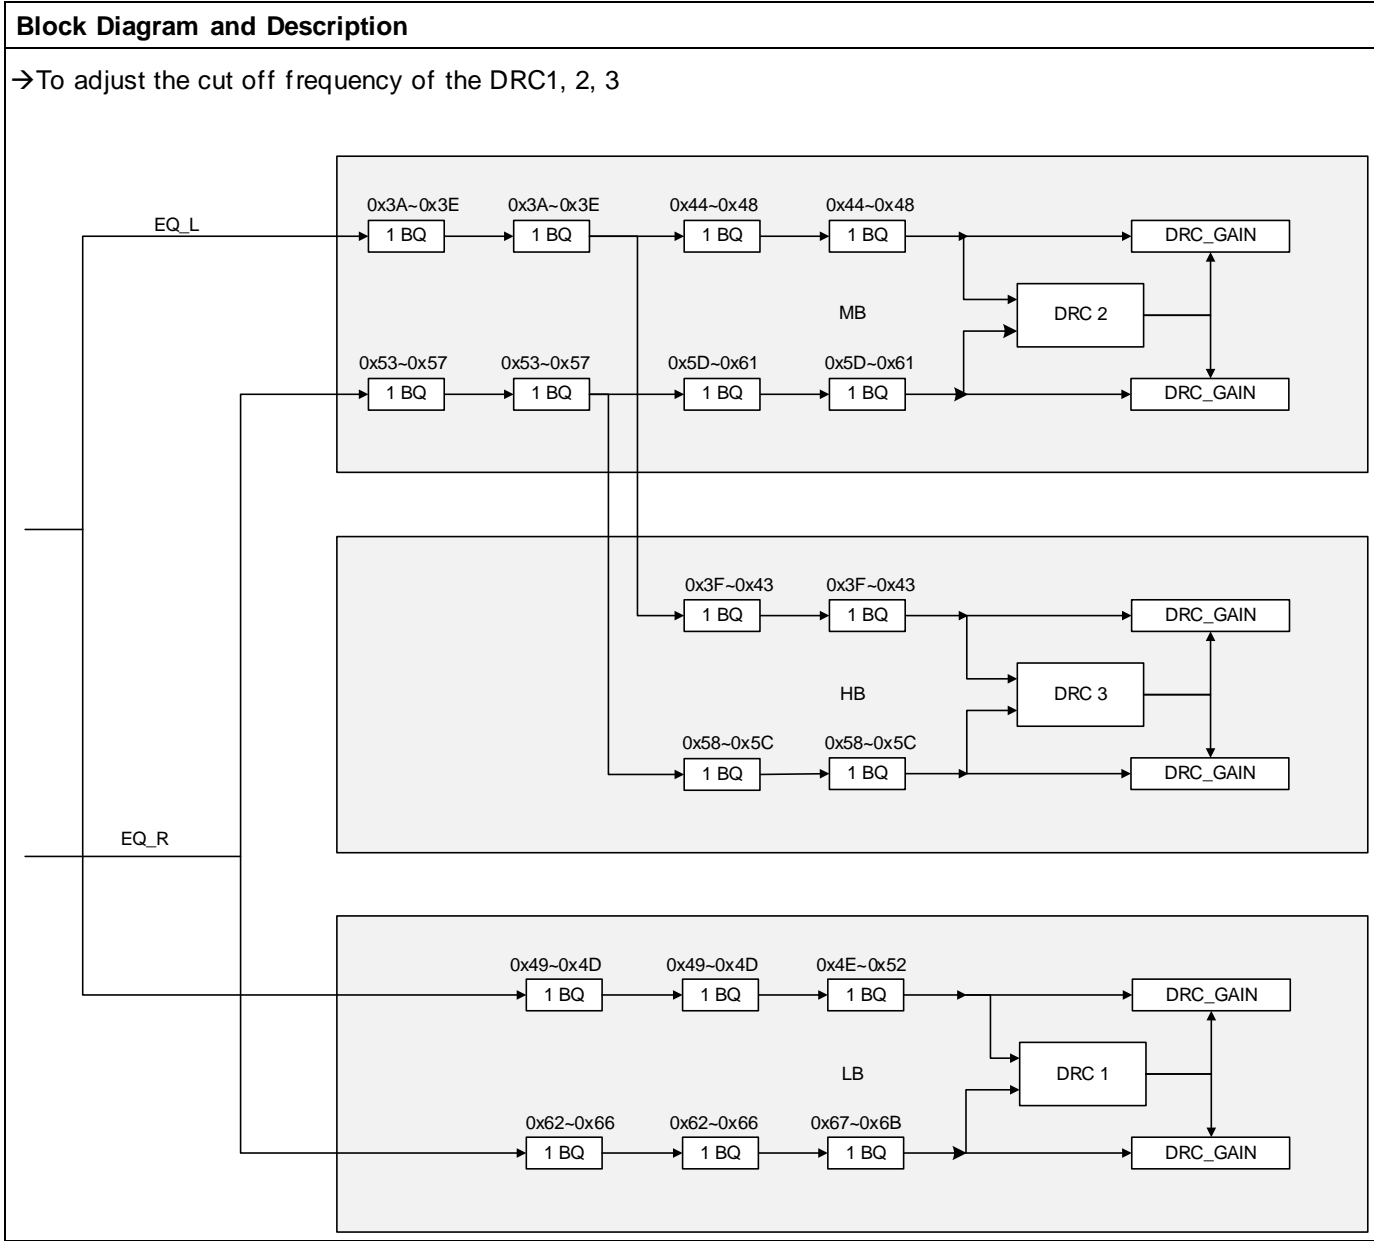 Block Diagram and Description
→To adjust the cut off frequency of the DRC1, 2, 3
0x3A~0x3E 0x3A~0x3E 0x44~0x48 0x44~0x48
EQ_L 1 BQ 1 BQ 1 BQ 1 BQ DRC_GAIN
MB DRC 2
0x53~0x57 0x53~0x57 0x5D~0x61 0x5D~0x61
1 BQ 1 BQ 1 BQ 1 BQ DRC_GAIN
0x3F~0x43 0x3F~0x43
1 BQ 1 BQ DRC_GAIN
HB DRC 3
0x58~0x5C 0x58~0x5C
1 BQ 1 BQ DRC_GAIN
EQ_R
0x49~0x4D 0x49~0x4D 0x4E~0x52
1 BQ 1 BQ 1 BQ DRC_GAIN
LB DRC 1
0x62~0x66 0x62~0x66 0x67~0x6B
1 BQ 1 BQ 1 BQ DRC_GAIN